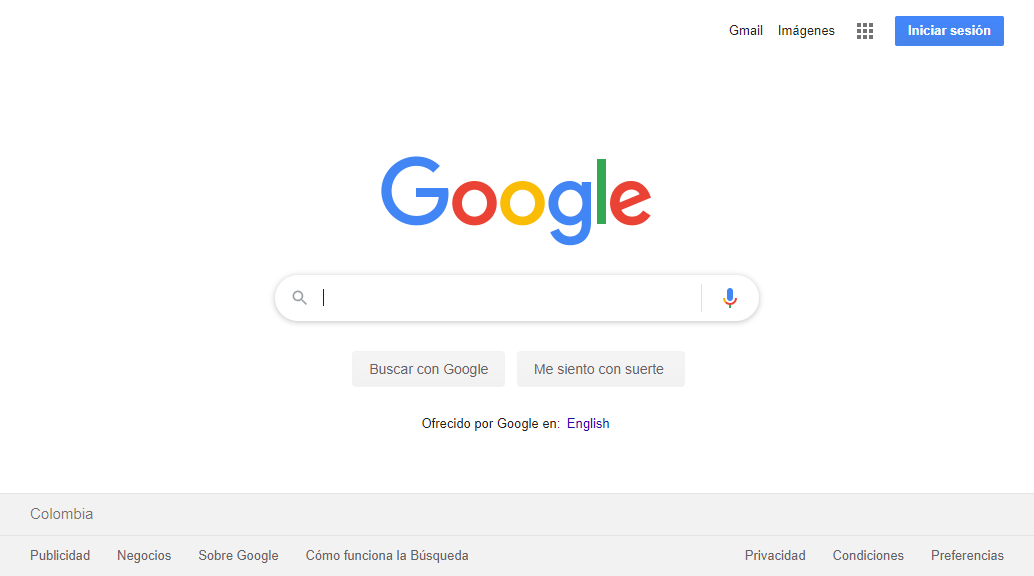 Gmail Imágenes Iniciar sesión
Google
Buscar con Google Me siento con suerte
Ofrecido por Google en: English
Colombia
Publicidad Negocios Sobre Google Cómo funciona la Búsqueda Privacidad Condiciones Preferencias